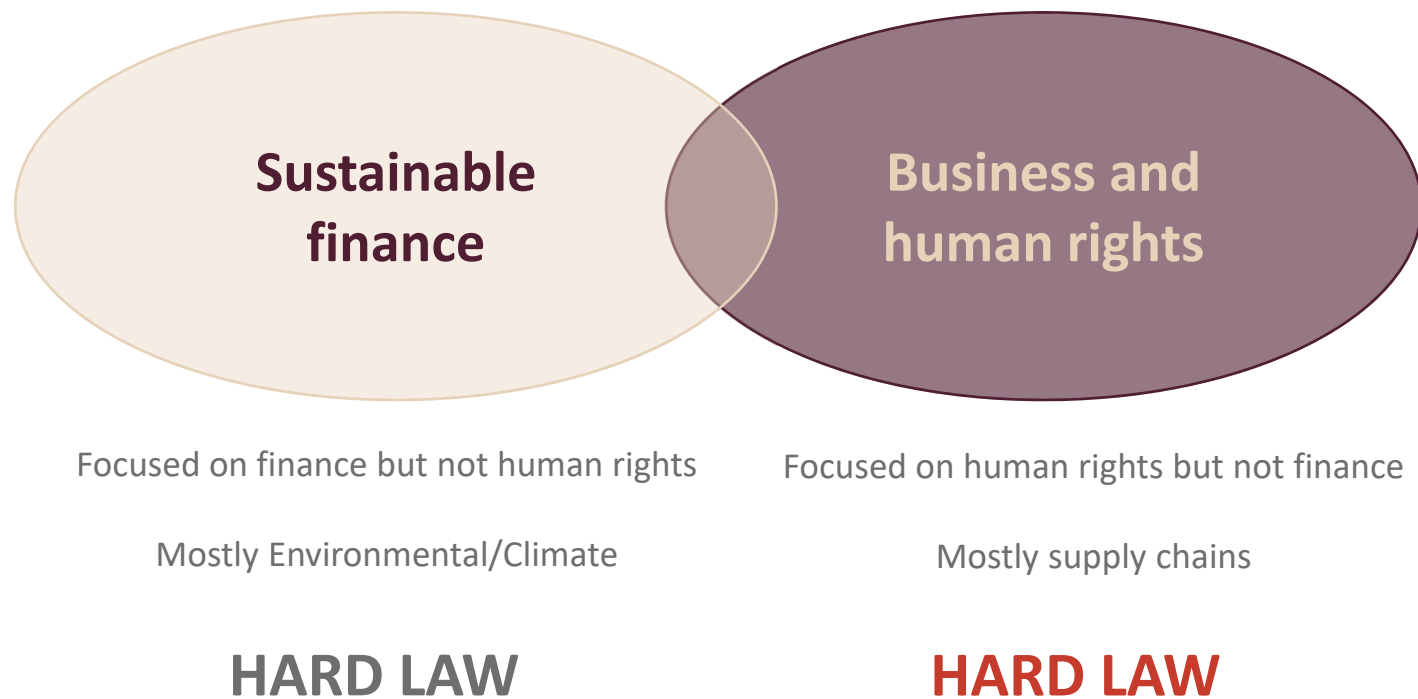 Sustainable
finance
Business and
human rights
Focused on finance but not human rights
Focused on human rights but not finance
Mostly Environmental/Climate
Mostly supply chains
HARD LAW
HARD LAW